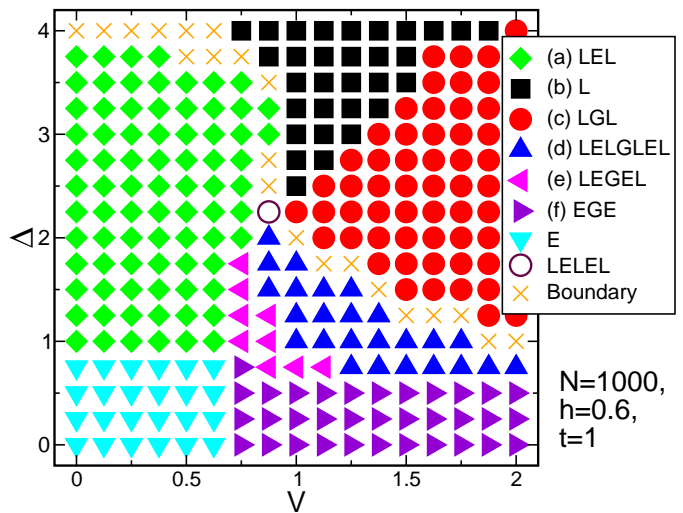 4
3
2
1
0
Δ
0
0.5
1
1.5
2
V
(a) LEL
(b) L
(c) LGL
(d) LELGLEL
(e) LEGEL
(f) EGE
E
LELEL
Boundary
N=1000,
h=0.6,
t=1